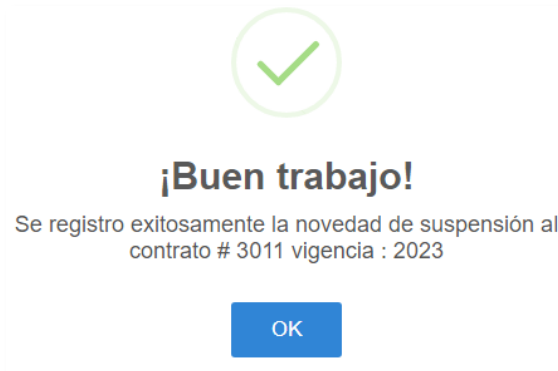 ¡Buen trabajo!
Se registro exitosamente la novedad de suspensión al
contrato # 3011 vigencia : 2023
OK